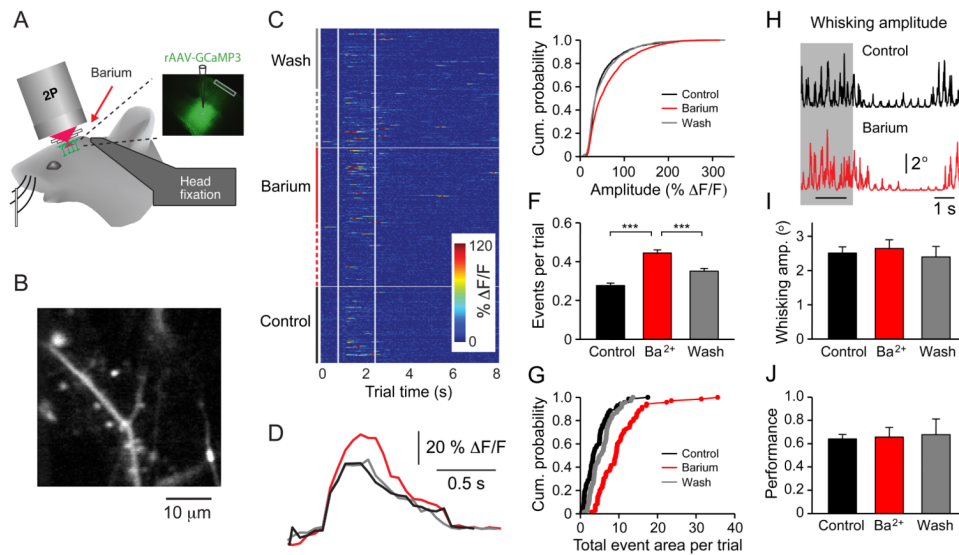 A
2P
Barium
rAAV-GCaMP3
Head
fixation
B
10 μm
C
Wash
Barium
Control
120
% ΔF/F
0
0 2 4 6 8
Trial time (s)
D
20 % ΔF/F
0.5 s
E
Cum. probability
1.0
0.8
0.6
0.4
0.2
0
Control
Barium
Wash
0 100 200 300
Amplitude (% ΔF/F)
F
Events per trial
0.6
0.4
0.2
0
*** ***
Control Ba²⁺ Wash
G
Cum. probability
1.0
0.8
0.6
0.4
0.2
0
Control
Barium
Wash
0 10 20 30 40
Total event area per trial
H Whisking amplitude
Control
Barium
2°
1 s
I
Whisking amp. (°)
2
1
0
Control Ba²⁺ Wash
J
Performance
1.0
0.8
0.6
0.4
0.2
0
Control Ba²⁺ Wash